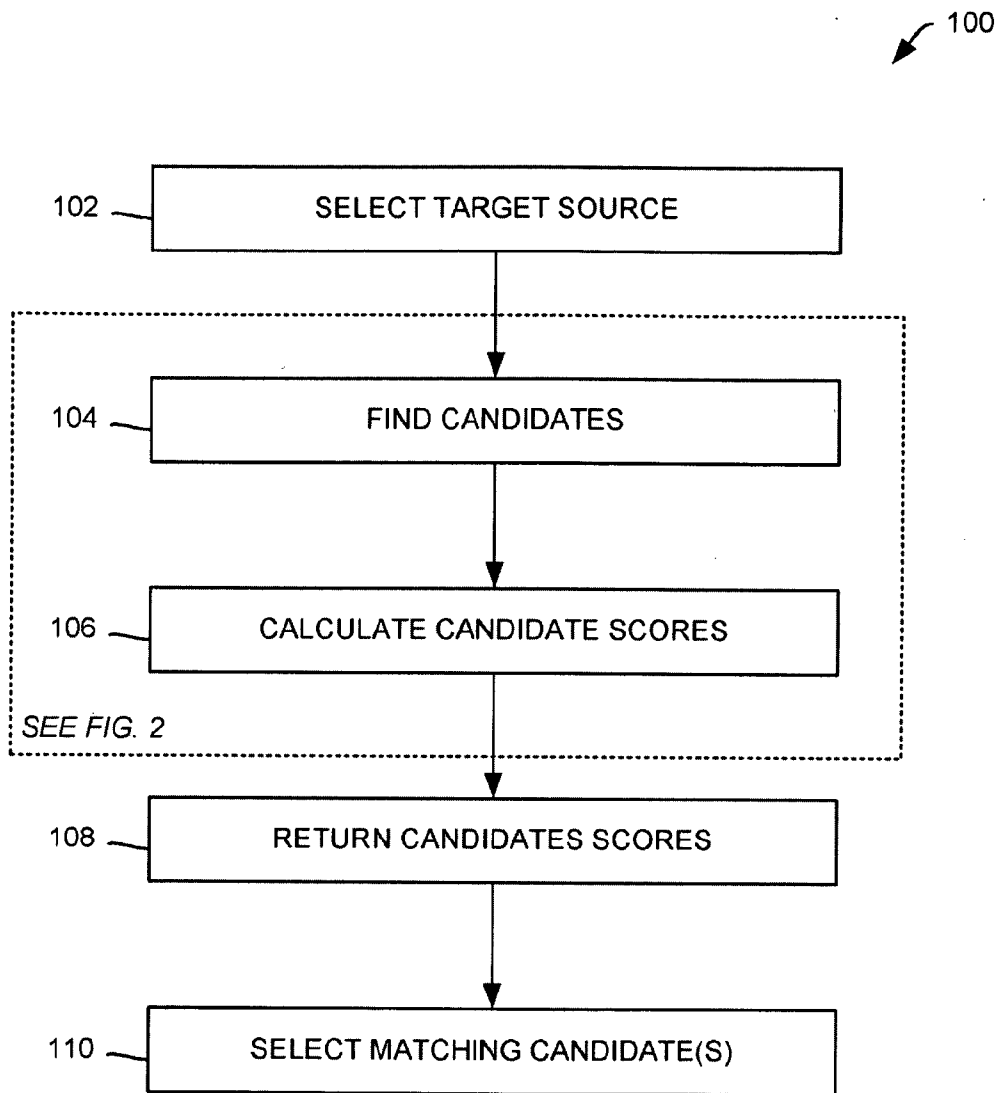 100
102
SELECT TARGET SOURCE
104
FIND CANDIDATES
106
CALCULATE CANDIDATE SCORES
SEE FIG. 2
108
RETURN CANDIDATES SCORES
110
SELECT MATCHING CANDIDATE(S)